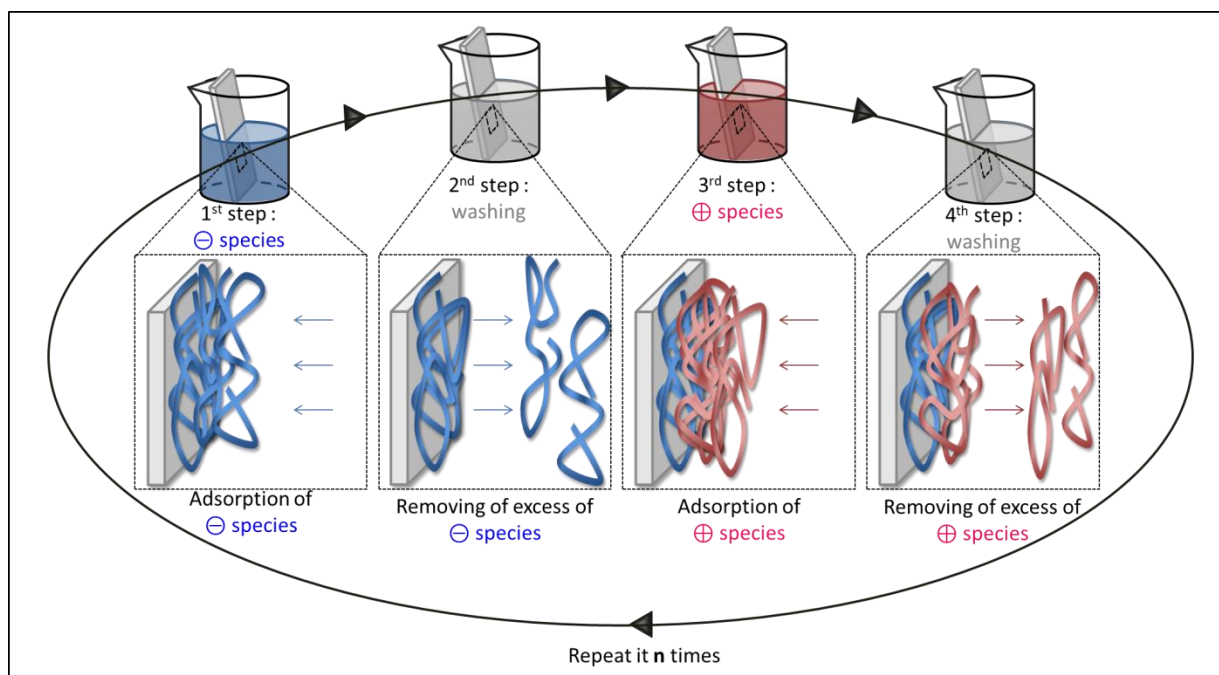 1st step :
⊖ species
2nd step :
washing
3rd step :
⊕ species
4th step :
washing
Adsorption of
⊖ species
Removing of excess of
⊖ species
Adsorption of
⊕ species
Removing of excess of
⊕ species
Repeat it n times